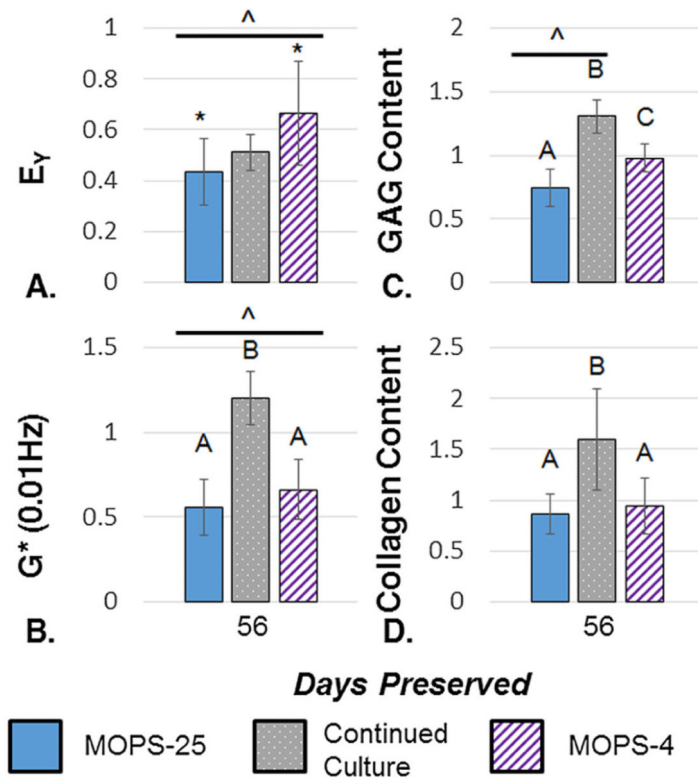 ^
1
0.8
0.6
0.4
0.2
0
* *
E_Y
A.
^
2
1.5
1
0.5
0
A B C
GAG Content
C.
^
1.5
1
0.5
0
A B A
G* (0.01Hz)
B.
56
2.5
2
1.5
1
0.5
0
A B A
Collagen Content
D.
56
Days Preserved
MOPS-25
Continued
Culture
MOPS-4